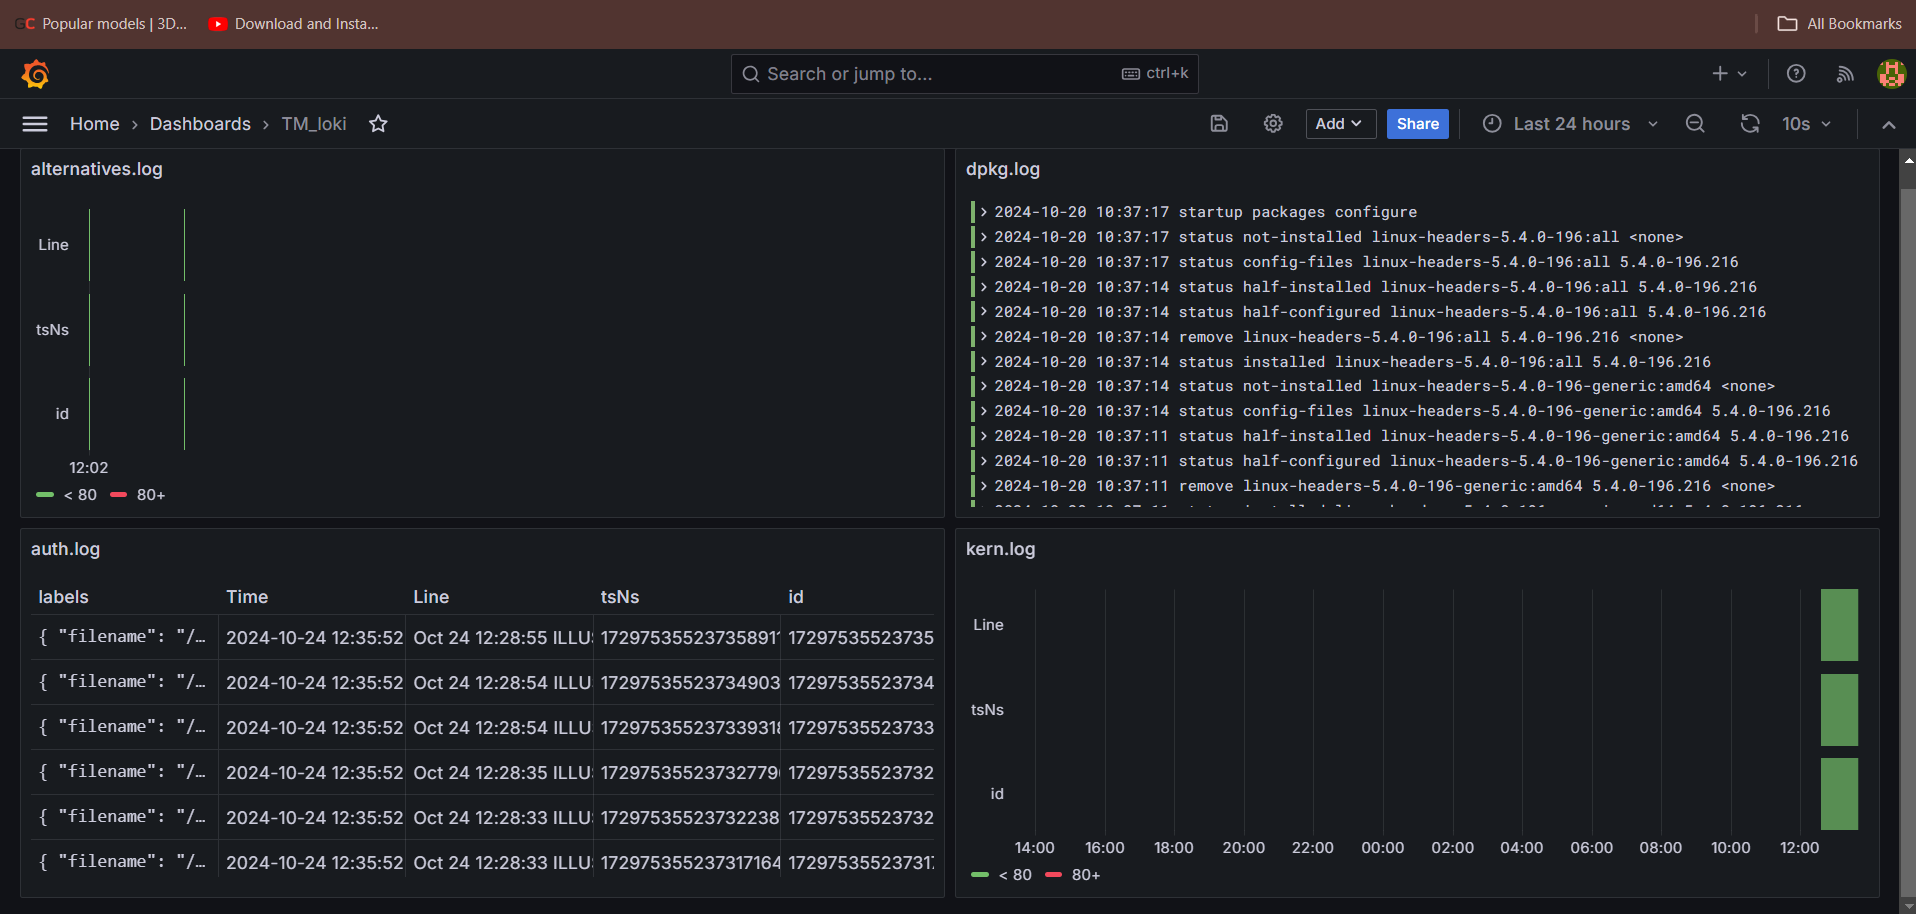 GC Popular models | 3D... Download and Insta... All Bookmarks
Search or jump to... ctrl+k
Home › Dashboards › TM_loki Add Share Last 24 hours 10s
alternatives.log
Line
tsNs
id
12:02
< 80 80+
dpkg.log
2024-10-20 10:37:17 startup packages configure
2024-10-20 10:37:17 status not-installed linux-headers-5.4.0-196:all <none>
2024-10-20 10:37:17 status config-files linux-headers-5.4.0-196:all 5.4.0-196.216
2024-10-20 10:37:14 status half-installed linux-headers-5.4.0-196:all 5.4.0-196.216
2024-10-20 10:37:14 status half-configured linux-headers-5.4.0-196:all 5.4.0-196.216
2024-10-20 10:37:14 remove linux-headers-5.4.0-196:all 5.4.0-196.216 <none>
2024-10-20 10:37:14 status installed linux-headers-5.4.0-196:all 5.4.0-196.216
2024-10-20 10:37:14 status not-installed linux-headers-5.4.0-196-generic:amd64 <none>
2024-10-20 10:37:14 status config-files linux-headers-5.4.0-196-generic:amd64 5.4.0-196.216
2024-10-20 10:37:11 status half-installed linux-headers-5.4.0-196-generic:amd64 5.4.0-196.216
2024-10-20 10:37:11 status half-configured linux-headers-5.4.0-196-generic:amd64 5.4.0-196.216
2024-10-20 10:37:11 remove linux-headers-5.4.0-196-generic:amd64 5.4.0-196.216 <none>
auth.log
labels Time Line tsNs id
{ "filename": "/… 2024-10-24 12:35:52 Oct 24 12:28:55 ILLUS 172975355237358911 17297535523735
{ "filename": "/… 2024-10-24 12:35:52 Oct 24 12:28:54 ILLU 17297535523734903 17297535523734
{ "filename": "/… 2024-10-24 12:35:52 Oct 24 12:28:54 ILLU 172975355237339318 17297535523733
{ "filename": "/… 2024-10-24 12:35:52 Oct 24 12:28:35 ILLUS 172975355237327790 17297535523732
{ "filename": "/… 2024-10-24 12:35:52 Oct 24 12:28:33 ILLUS 17297535523732238 17297535523732
{ "filename": "/… 2024-10-24 12:35:52 Oct 24 12:28:33 ILLUS 172975355237317164 172975355237317
kern.log
Line
tsNs
id
14:00 16:00 18:00 20:00 22:00 00:00 02:00 04:00 06:00 08:00 10:00 12:00
< 80 80+